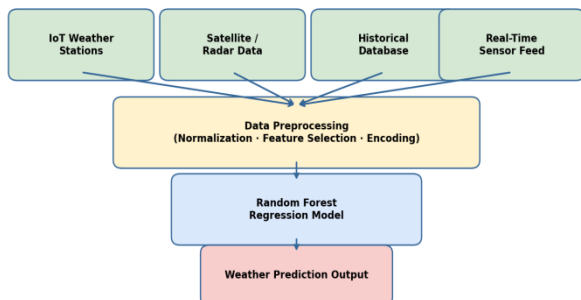 IoT Weather
Stations
Satellite /
Radar Data
Historical
Database
Real-Time
Sensor Feed
Data Preprocessing
(Normalization · Feature Selection · Encoding)
Random Forest
Regression Model
Weather Prediction Output